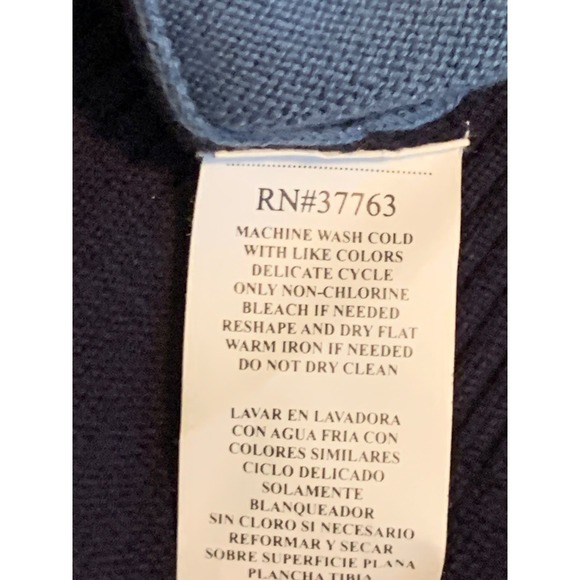 RN#37763
MACHINE WASH COLD
WITH LIKE COLORS
DELICATE CYCLE
ONLY NON-CHLORINE
BLEACH IF NEEDED
RESHAPE AND DRY FLAT
WARM IRON IF NEEDED
DO NOT DRY CLEAN
LAVAR EN LAVADORA
CON AGUA FRIA CON
COLORES SIMILARES
CICLO DELICADO
SOLAMENTE
BLANQUEADOR
SIN CLORO SI NECESARIO
REFORMAR Y SECAR
SOBRE SUPERFICIE PLANA
PLANCHA TIBIA